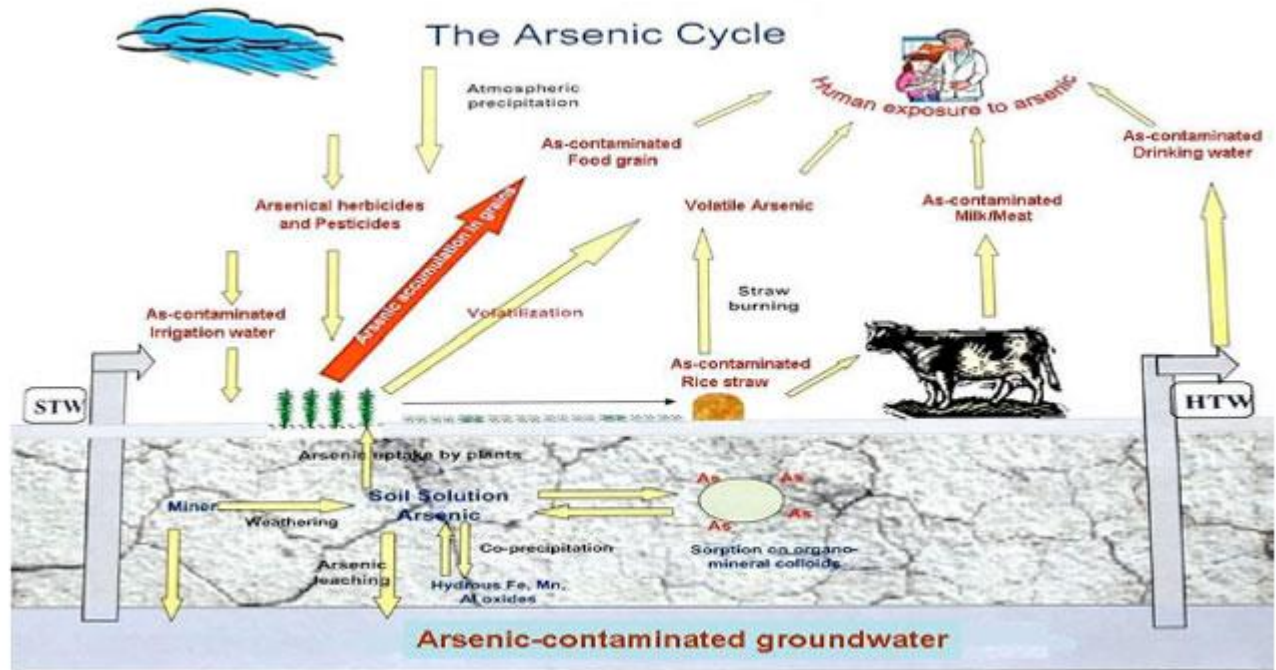 The Arsenic Cycle
Atmospheric
precipitation
Human exposure to arsenic
As-contaminated
Food grain
As-contaminated
Drinking water
Arsenical herbicides
and Pesticides
Arsenic accumulation in grains
Volatile Arsenic
As-contaminated
Milk/Meat
As-contaminated
Irrigation water
Volatilization
Straw
burning
As-contaminated
Rice straw
STW
HTW
Arsenic uptake by plants
Miner
Weathering
Soil Solution
Arsenic
As
As
As
As
Co-precipitation
Sorption on organo-
mineral colloids
Arsenic
leaching
Hydrous Fe, Mn,
Al oxides
Arsenic-contaminated groundwater